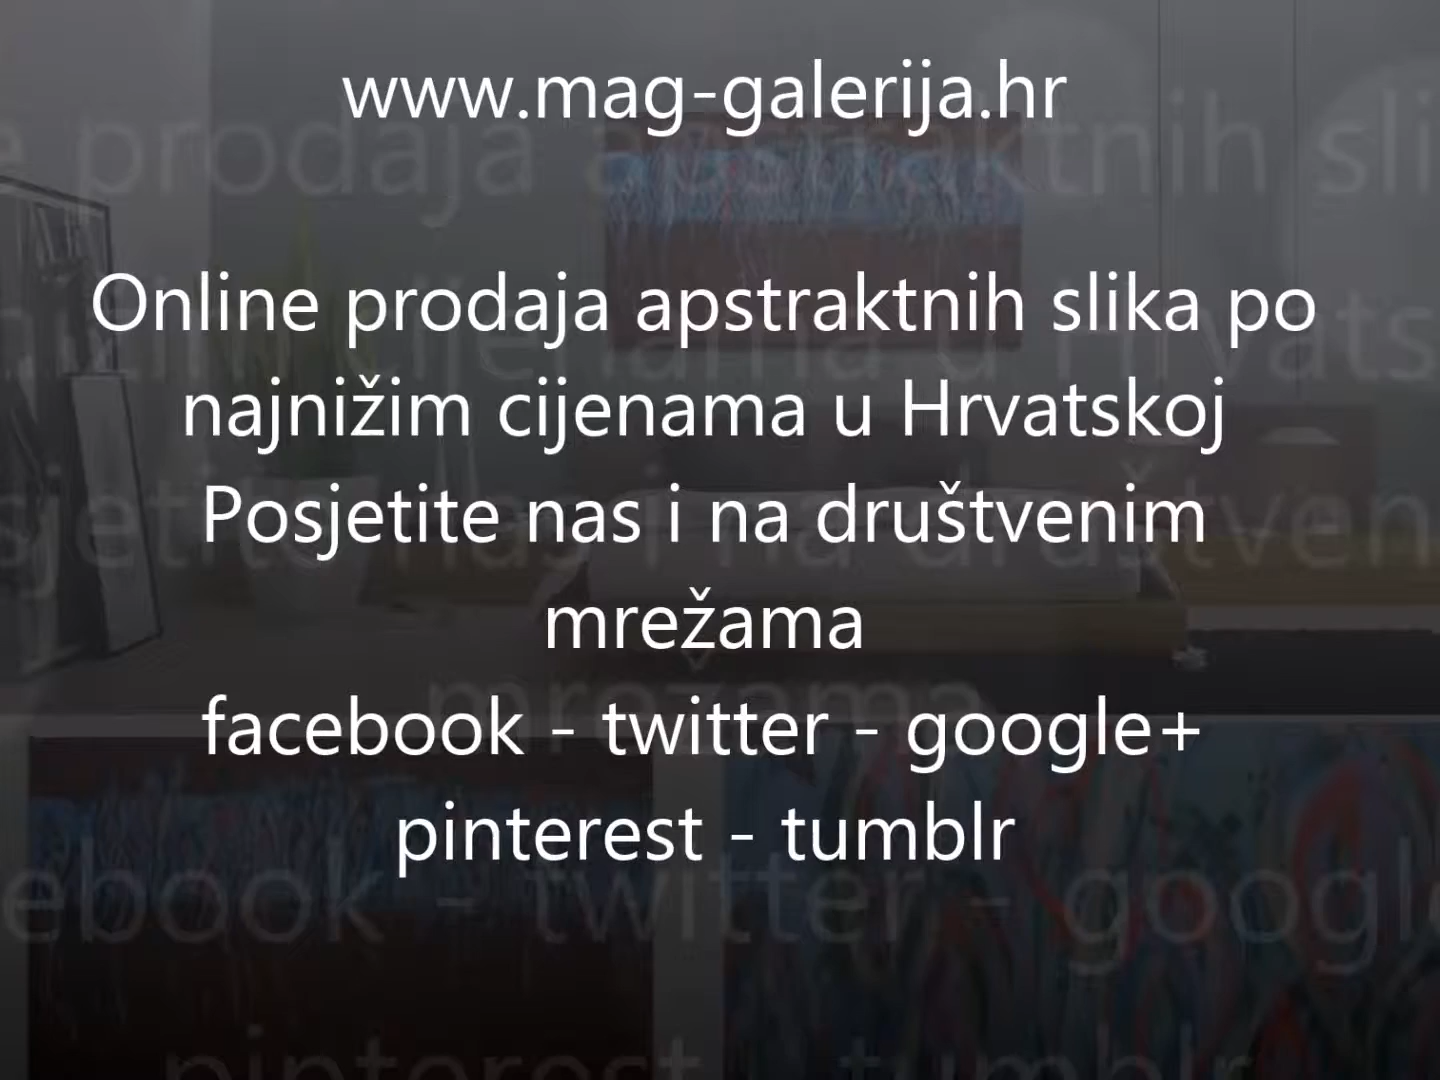 www.mag-galerija.hr
Online prodaja apstraktnih slika po
najnižim cijenama u Hrvatskoj
Posjetite nas i na društvenim
mrežama
facebook - twitter - google+
pinterest - tumblr